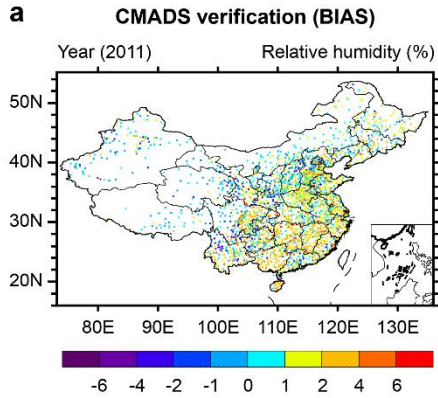 a
CMADS verification (BIAS)
Year (2011) Relative humidity (%)
50N
40N
30N
20N
80E 90E 100E 110E 120E 130E
-6 -4 -2 -1 0 1 2 4 6